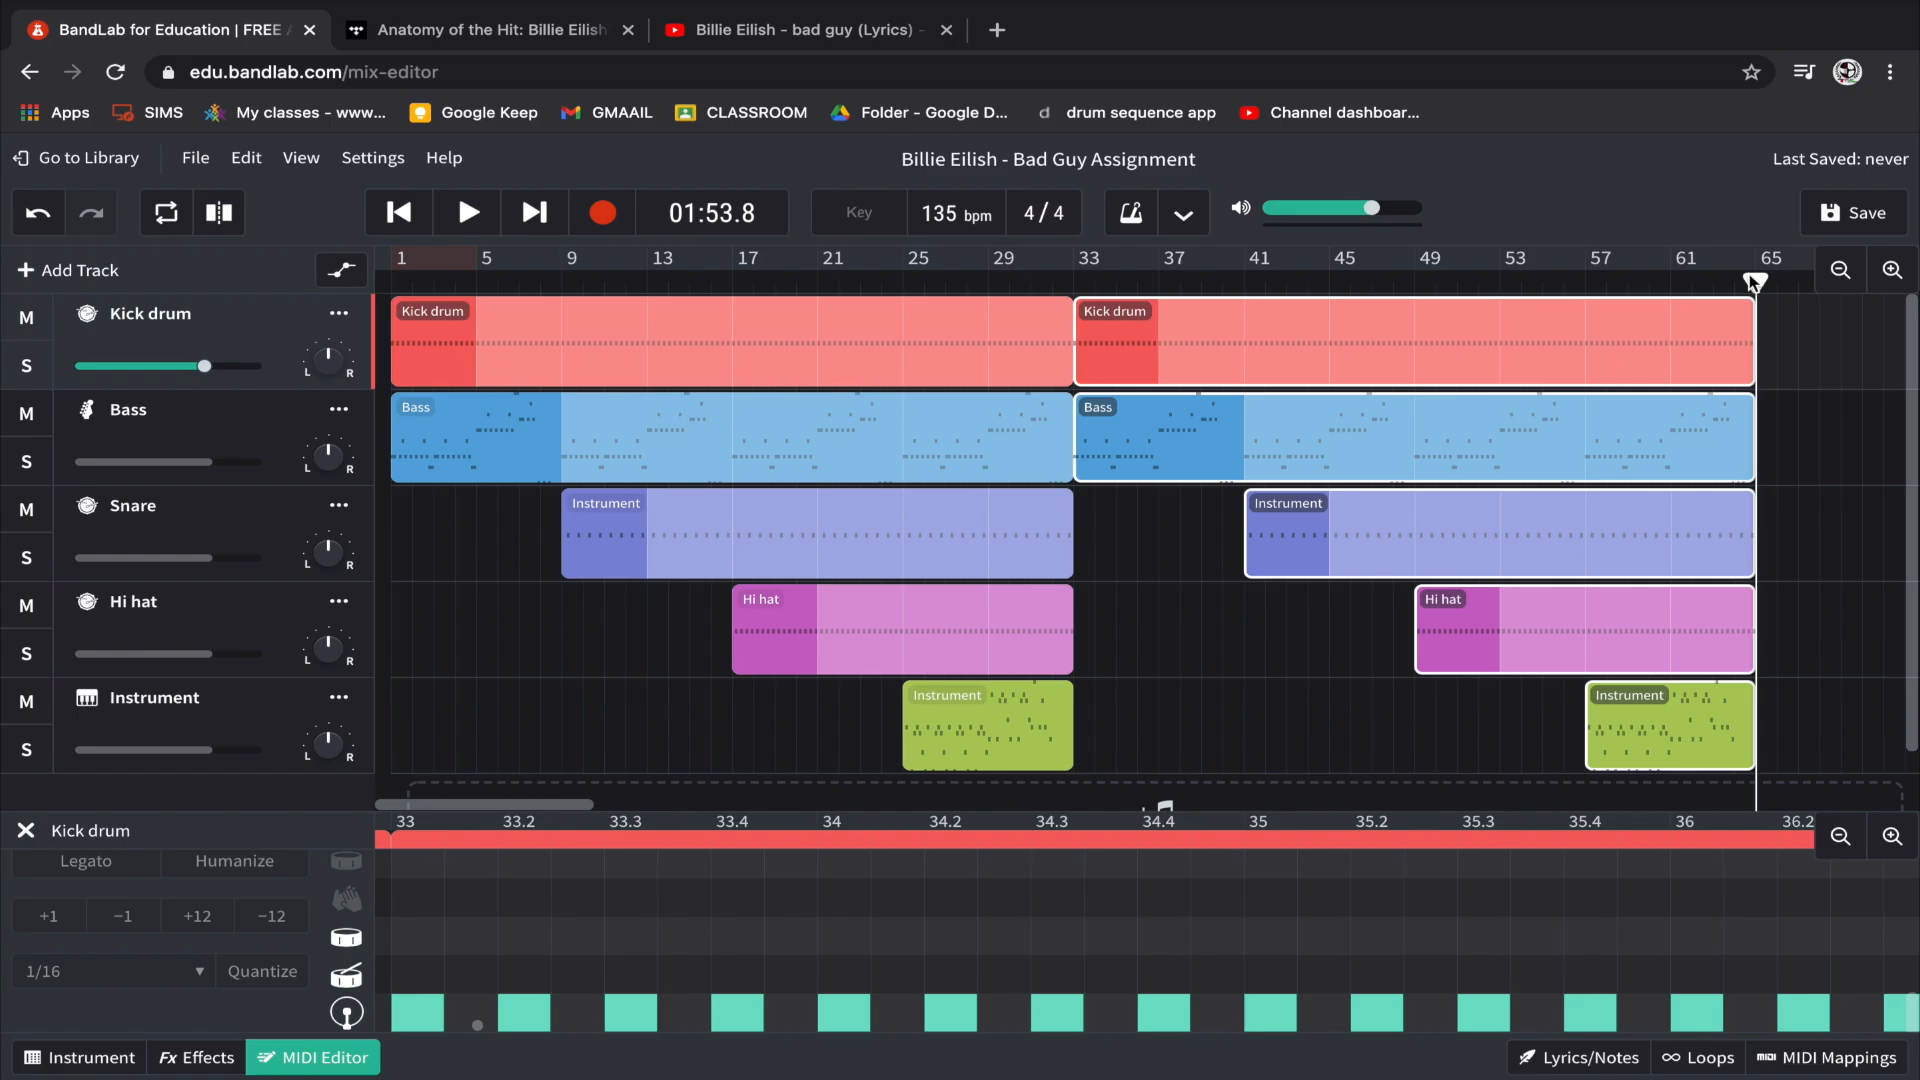 BandLab for Education | FREE
Anatomy of the Hit: Billie Eilish
Billie Eilish - bad guy (Lyrics) -
edu.bandlab.com/mix-editor
Apps SIMS My classes - www... Google Keep GMAAIL CLASSROOM Folder - Google D... drum sequence app Channel dashboar...
Go to Library File Edit View Settings Help Billie Eilish - Bad Guy Assignment Last Saved: never
01:53.8 Key 135 bpm 4 / 4 Save
Add Track 1 5 9 13 17 21 25 29 33 37 41 45 49 53 57 61 65
M Kick drum Kick drum Kick drum
S L R
M Bass Bass Bass
S L R
M Snare Instrument Instrument
S L R
M Hi hat Hi hat Hi hat
S L R
M Instrument Instrument Instrument
S L R
Kick drum 33 33.2 33.3 33.4 34 34.2 34.3 34.4 35 35.2 35.3 35.4 36 36.2
Legato Humanize
+1 −1 +12 −12
1/16 Quantize
Instrument Fx Effects MIDI Editor Lyrics/Notes Loops MIDI MIDI Mappings